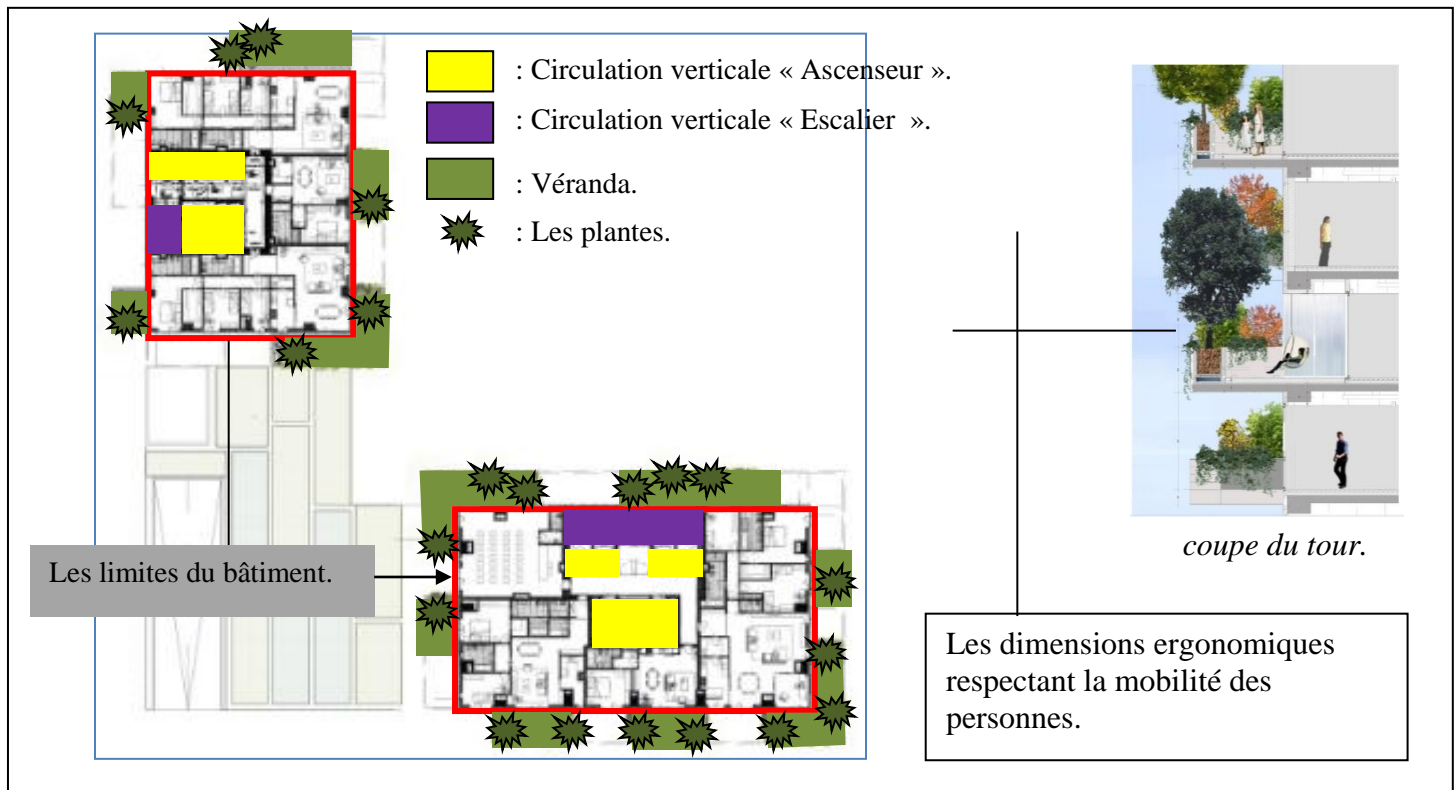 : Circulation verticale « Ascenseur ».
: Circulation verticale « Escalier  ».
: Véranda.
: Les plantes.
Les limites du bâtiment.
coupe du tour.
Les dimensions ergonomiques
respectant la mobilité des
personnes.